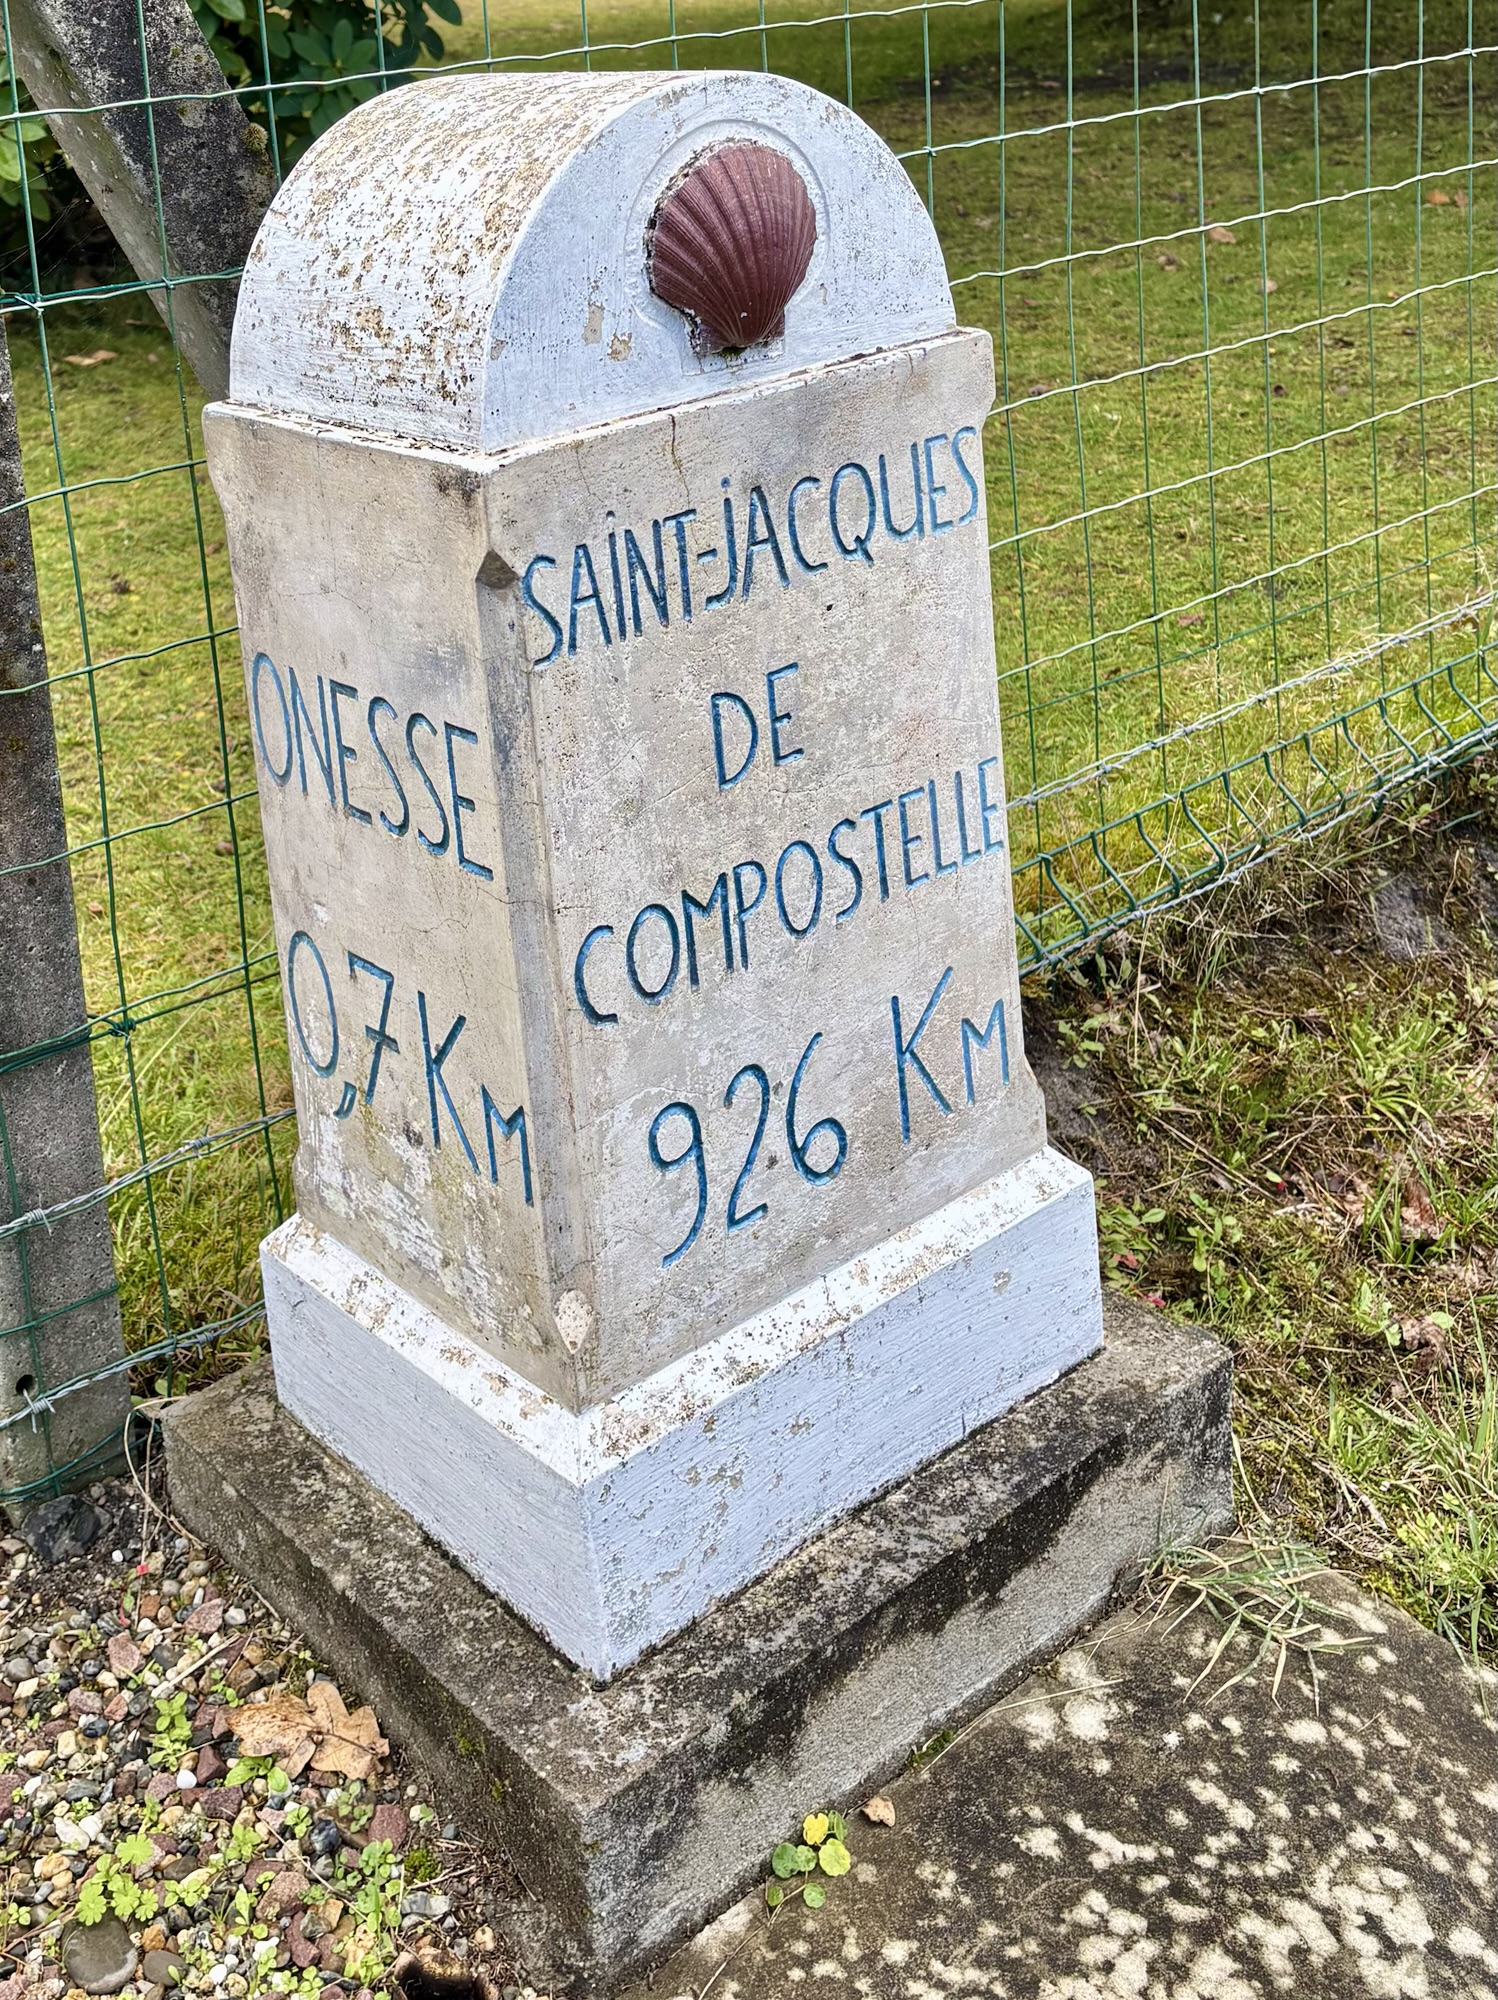 ONESSE
0,7 Km
SAINT-JACQUES
DE
COMPOSTELLE
926 Km